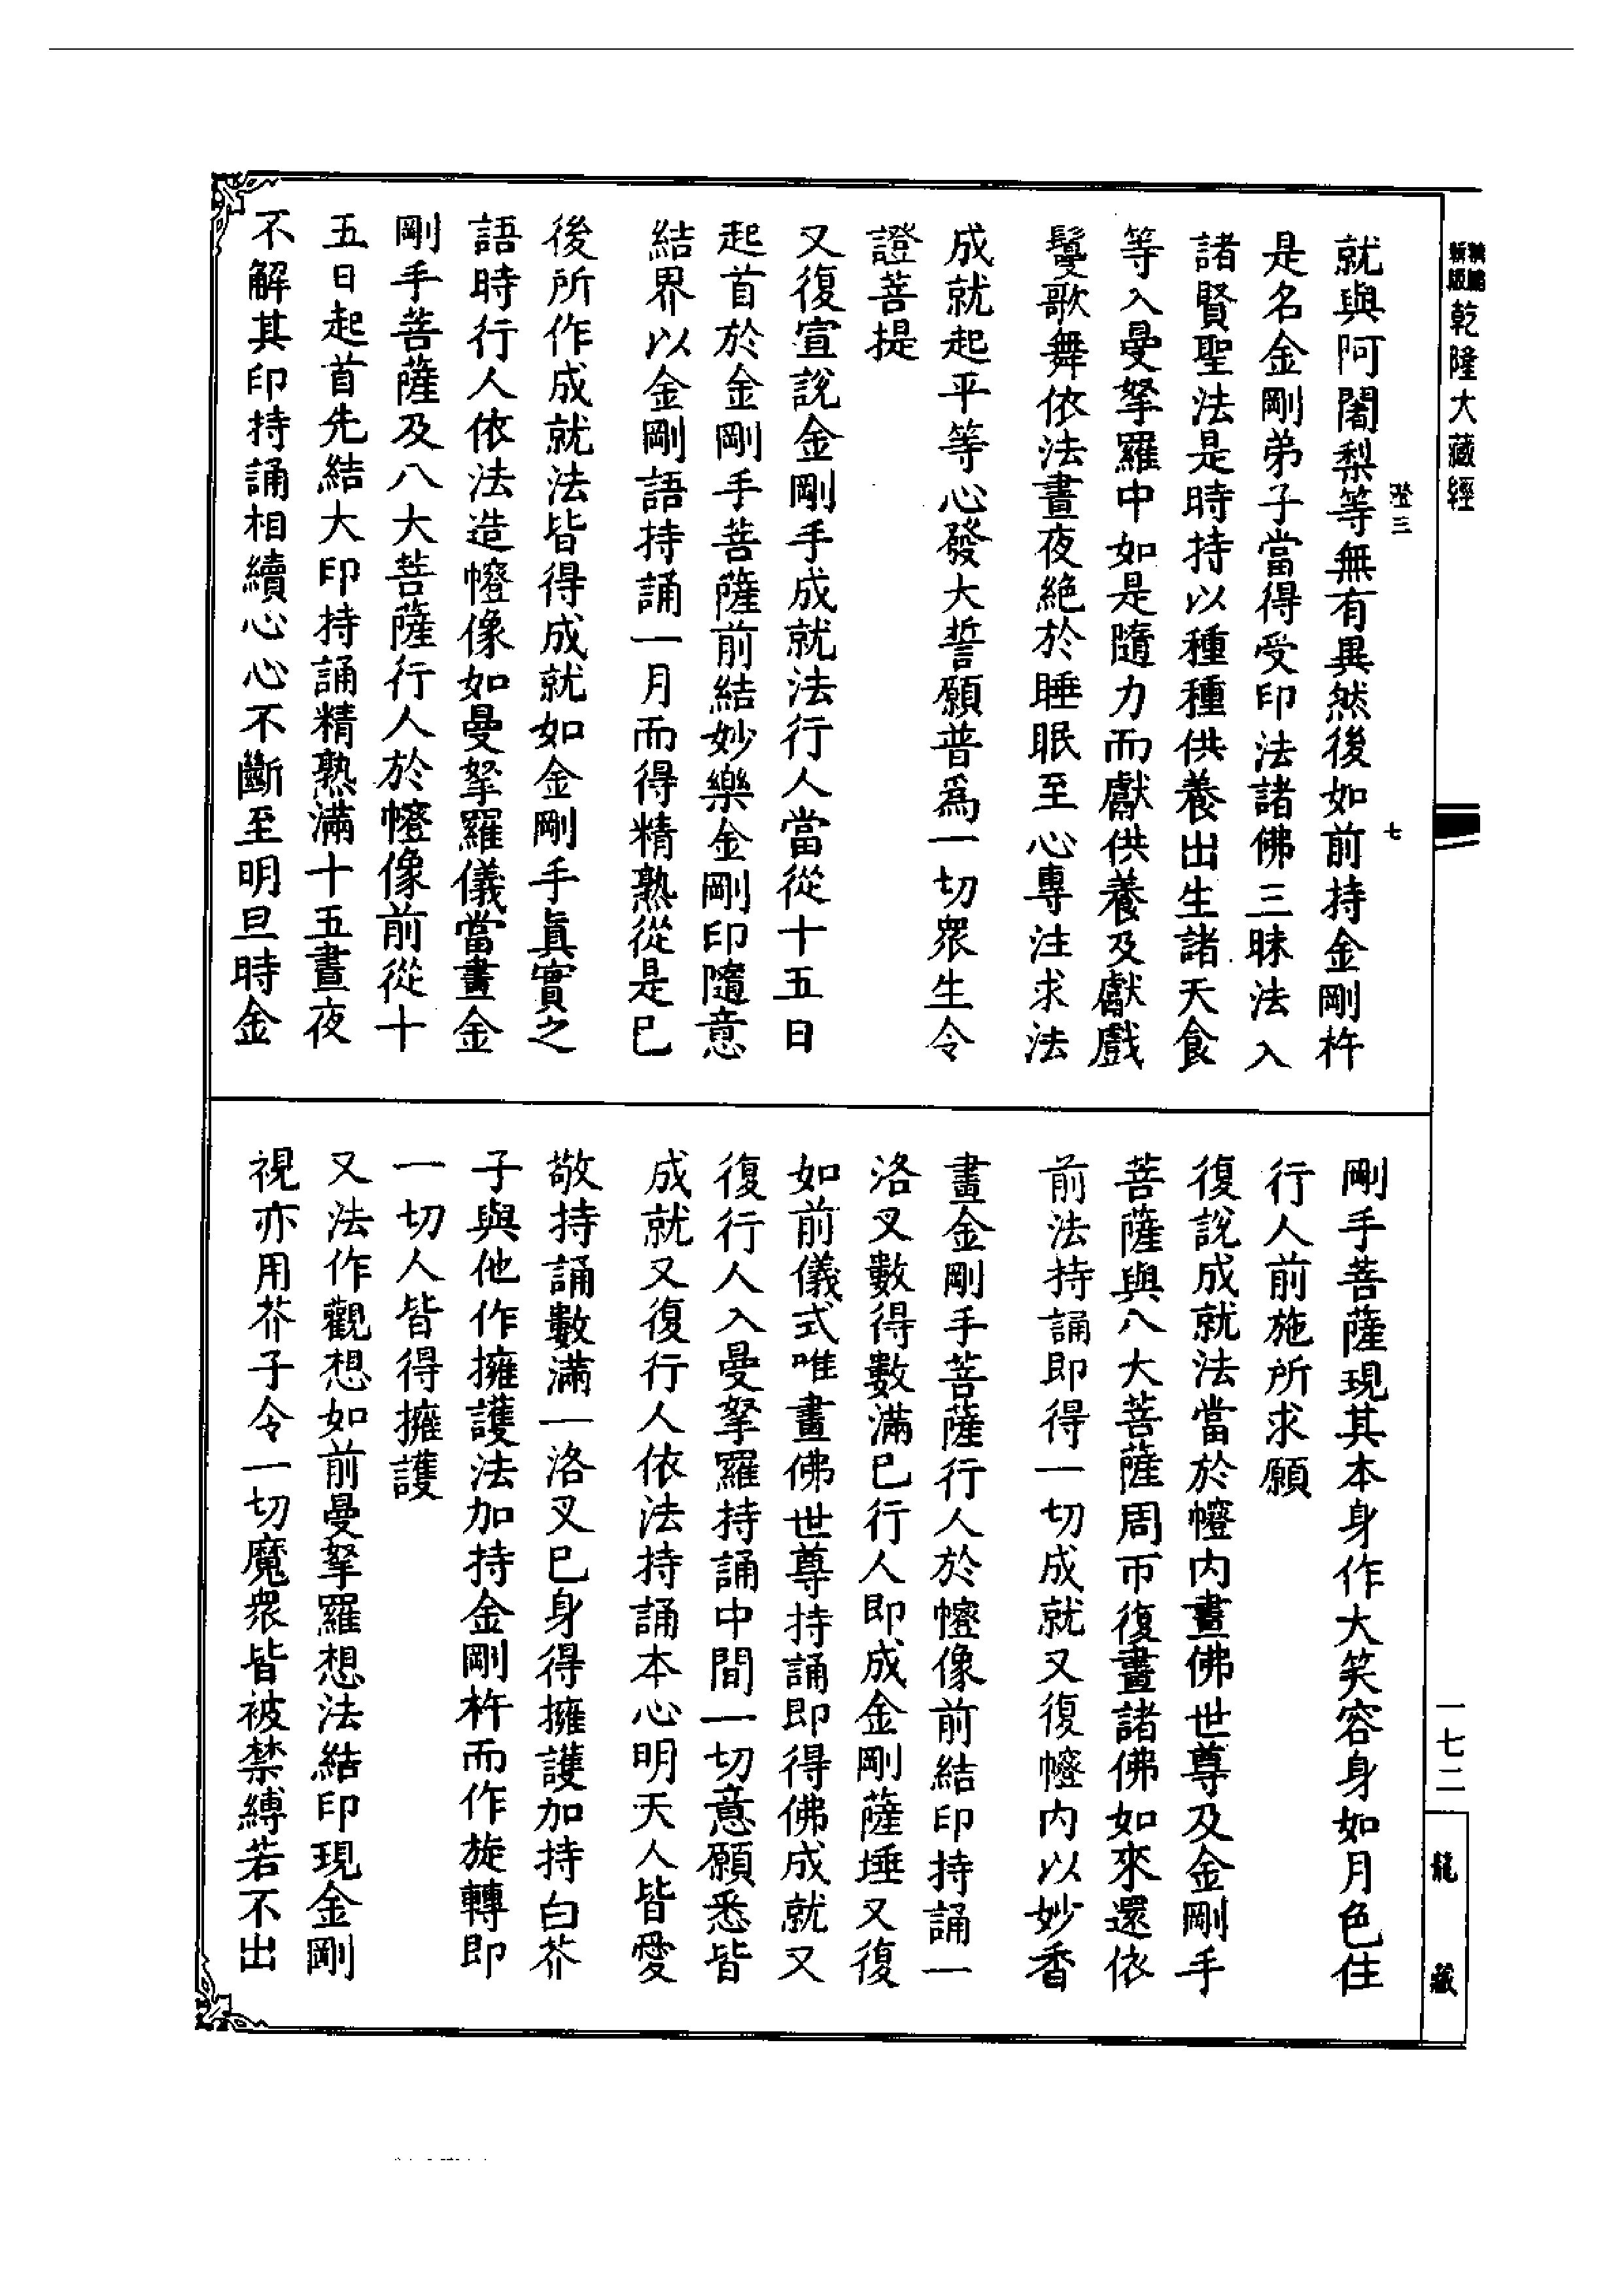 新編
新版
乾隆大藏經
澄三
七
就與阿闍梨等無有異然後如前持金剛杵
是名金剛弟子當得受印法諸佛三昧法入
諸賢聖法是時持以種種供養出生諸天食
等入曼拏羅中如是隨力而獻供養及獻戲
鬘歌舞依法晝夜絕於睡眠至心專注求法
成就起平等心發大誓願普為一切眾生令
證菩提
又復宣說金剛手成就法行人當從十五日
起首於金剛手菩薩前結妙樂金剛印隨意
結界以金剛語持誦一月而得精熟從是已
後所作成就法皆得成就如金剛手真實之
語時行人依法造㡧像如曼拏羅儀當畫金
剛手菩薩及八大菩薩行人於㡧像前從十
五日起首先結大印持誦精熟滿十五晝夜
不解其印持誦相續心心不斷至明旦時金
剛手菩薩現其本身作大笑容身如月色住
行人前施所求願
復說成就法當於㡧內畫佛世尊及金剛手
菩薩與八大菩薩周帀復畫諸佛如來還依
前法持誦即得一切成就又復㡧內以妙香
畫金剛手菩薩行人於㡧像前結印持誦一
洛叉數得數滿已行人即成金剛薩埵又復
如前儀式唯畫佛世尊持誦即得佛成就又
復行人入曼拏羅持誦中間一切意願悉皆
成就又復行人依法持誦本心明天人皆愛
敬持誦數滿一洛叉已身得擁護加持白芥
子與他作擁護法加持金剛杵而作旋轉即
一切人皆得擁護
又法作觀想如前曼拏羅想法結印現金剛
視亦用芥子令一切魔眾皆被禁縛若不出
一七二
龍藏